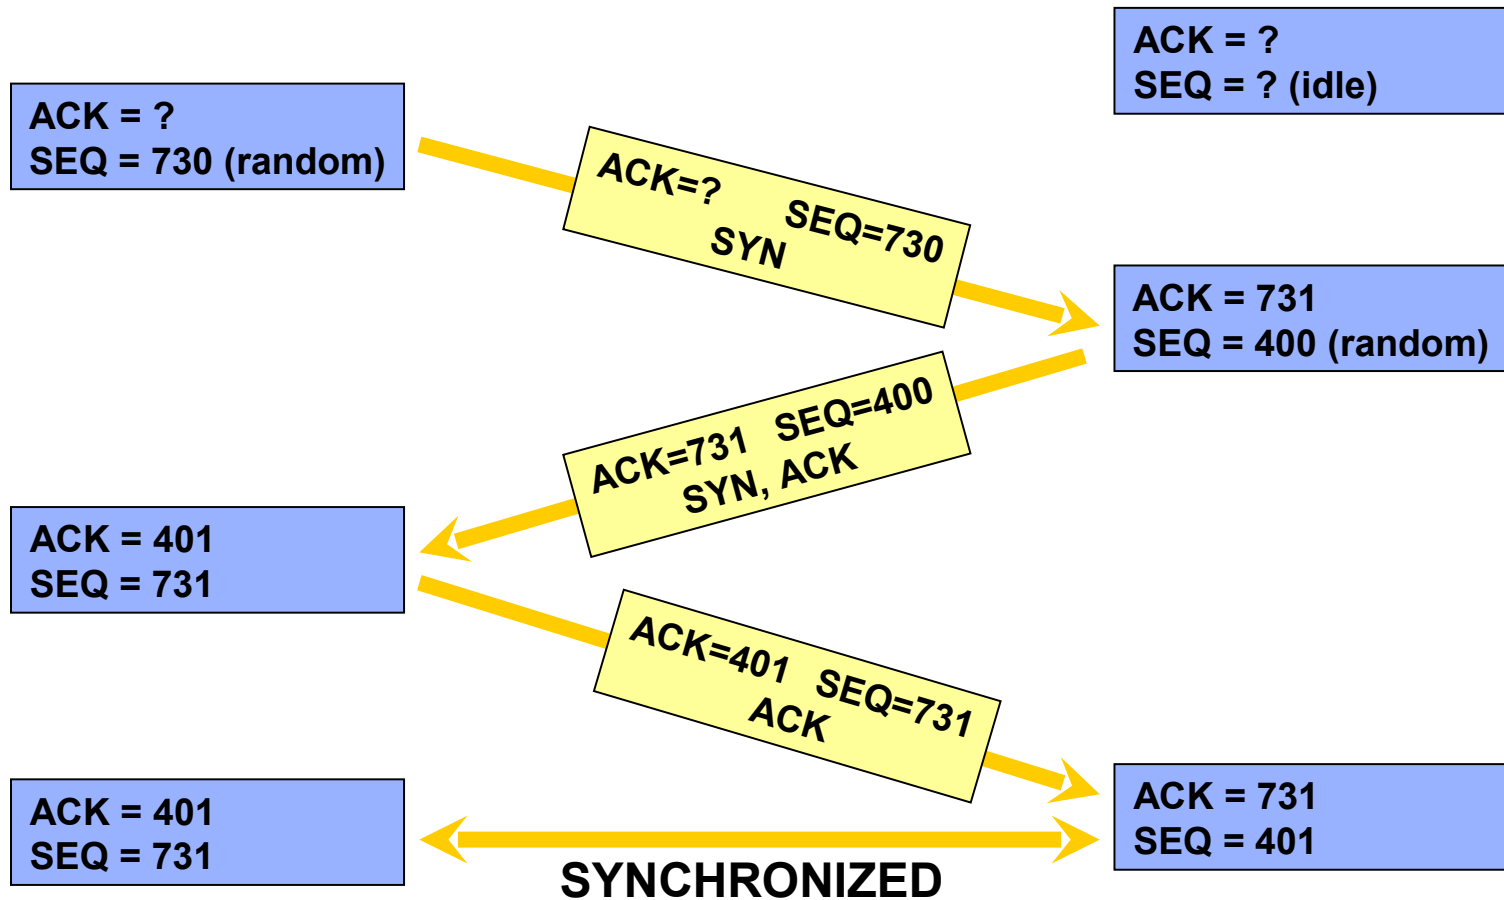 ACK = ?
SEQ = ? (idle)
ACK = ?
SEQ = 730 (random)
ACK=? SEQ=730
SYN
ACK = 731
SEQ = 400 (random)
ACK=731 SEQ=400
SYN, ACK
ACK = 401
SEQ = 731
ACK=401 SEQ=731
ACK
ACK = 401
SEQ = 731
ACK = 731
SEQ = 401
SYNCHRONIZED